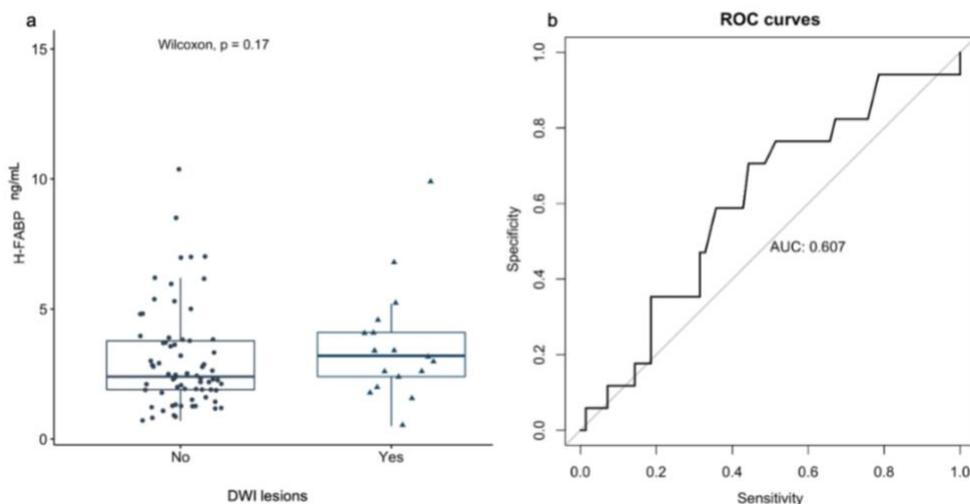 a
Wilcoxon, p = 0.17
15
10
5
0
H-FABP ng/mL
No
Yes
DWI lesions
b
ROC curves
1.0
0.8
0.6
0.4
0.2
0.0
Specificity
AUC: 0.607
0.0 0.2 0.4 0.6 0.8 1.0
Sensitivity